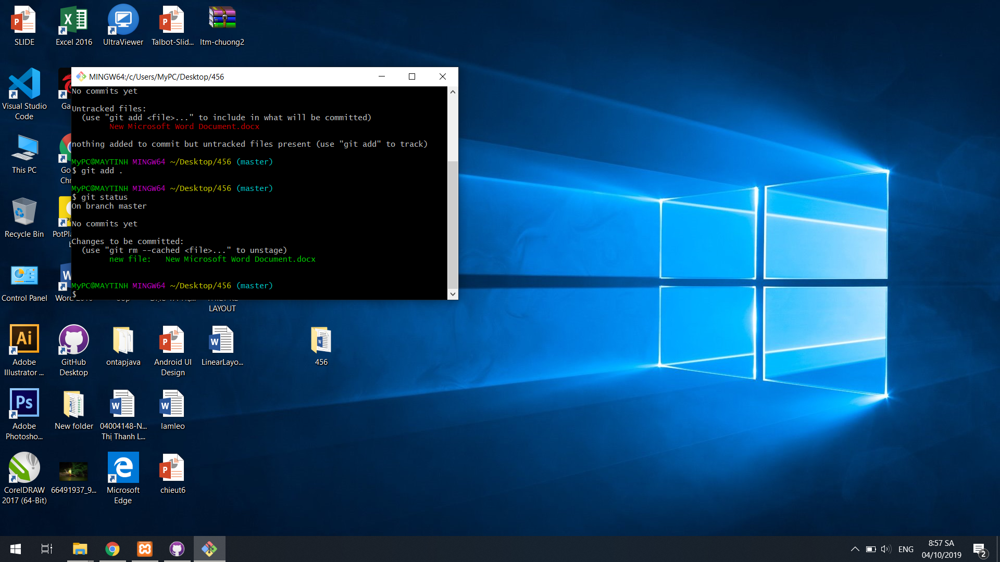 SLIDE
Excel 2016
UltraViewer
Talbot-Slid...
ltm-chuong2
Visual Studio
Code
Ga
MINGW64:/c/Users/MyPC/Desktop/456
No commits yet
Untracked files:
(use "git add <file>..." to include in what will be committed)
New Microsoft Word Document.docx
nothing added to commit but untracked files present (use "git add" to track)
MyPC@MAYTINH MINGW64 ~/Desktop/456 (master)
$ git add .
MyPC@MAYTINH MINGW64 ~/Desktop/456 (master)
$ git status
On branch master
No commits yet
Changes to be committed:
(use "git rm --cached <file>..." to unstage)
new file:   New Microsoft Word Document.docx
MyPC@MAYTINH MINGW64 ~/Desktop/456 (master)
$
This PC
Go
Chr
Recycle Bin
PotPla
Control Panel
LAYOUT
Adobe
Illustrator ...
GitHub
Desktop
ontapjava
Android UI
Design
LinearLayo...
456
Adobe
Photosho...
New folder
04004148-N...
Thị Thanh L...
lamleo
CorelDRAW
2017 (64-Bit)
66491937_9...
Microsoft
Edge
chieut6
ENG
8:57 SA
04/10/2019
2